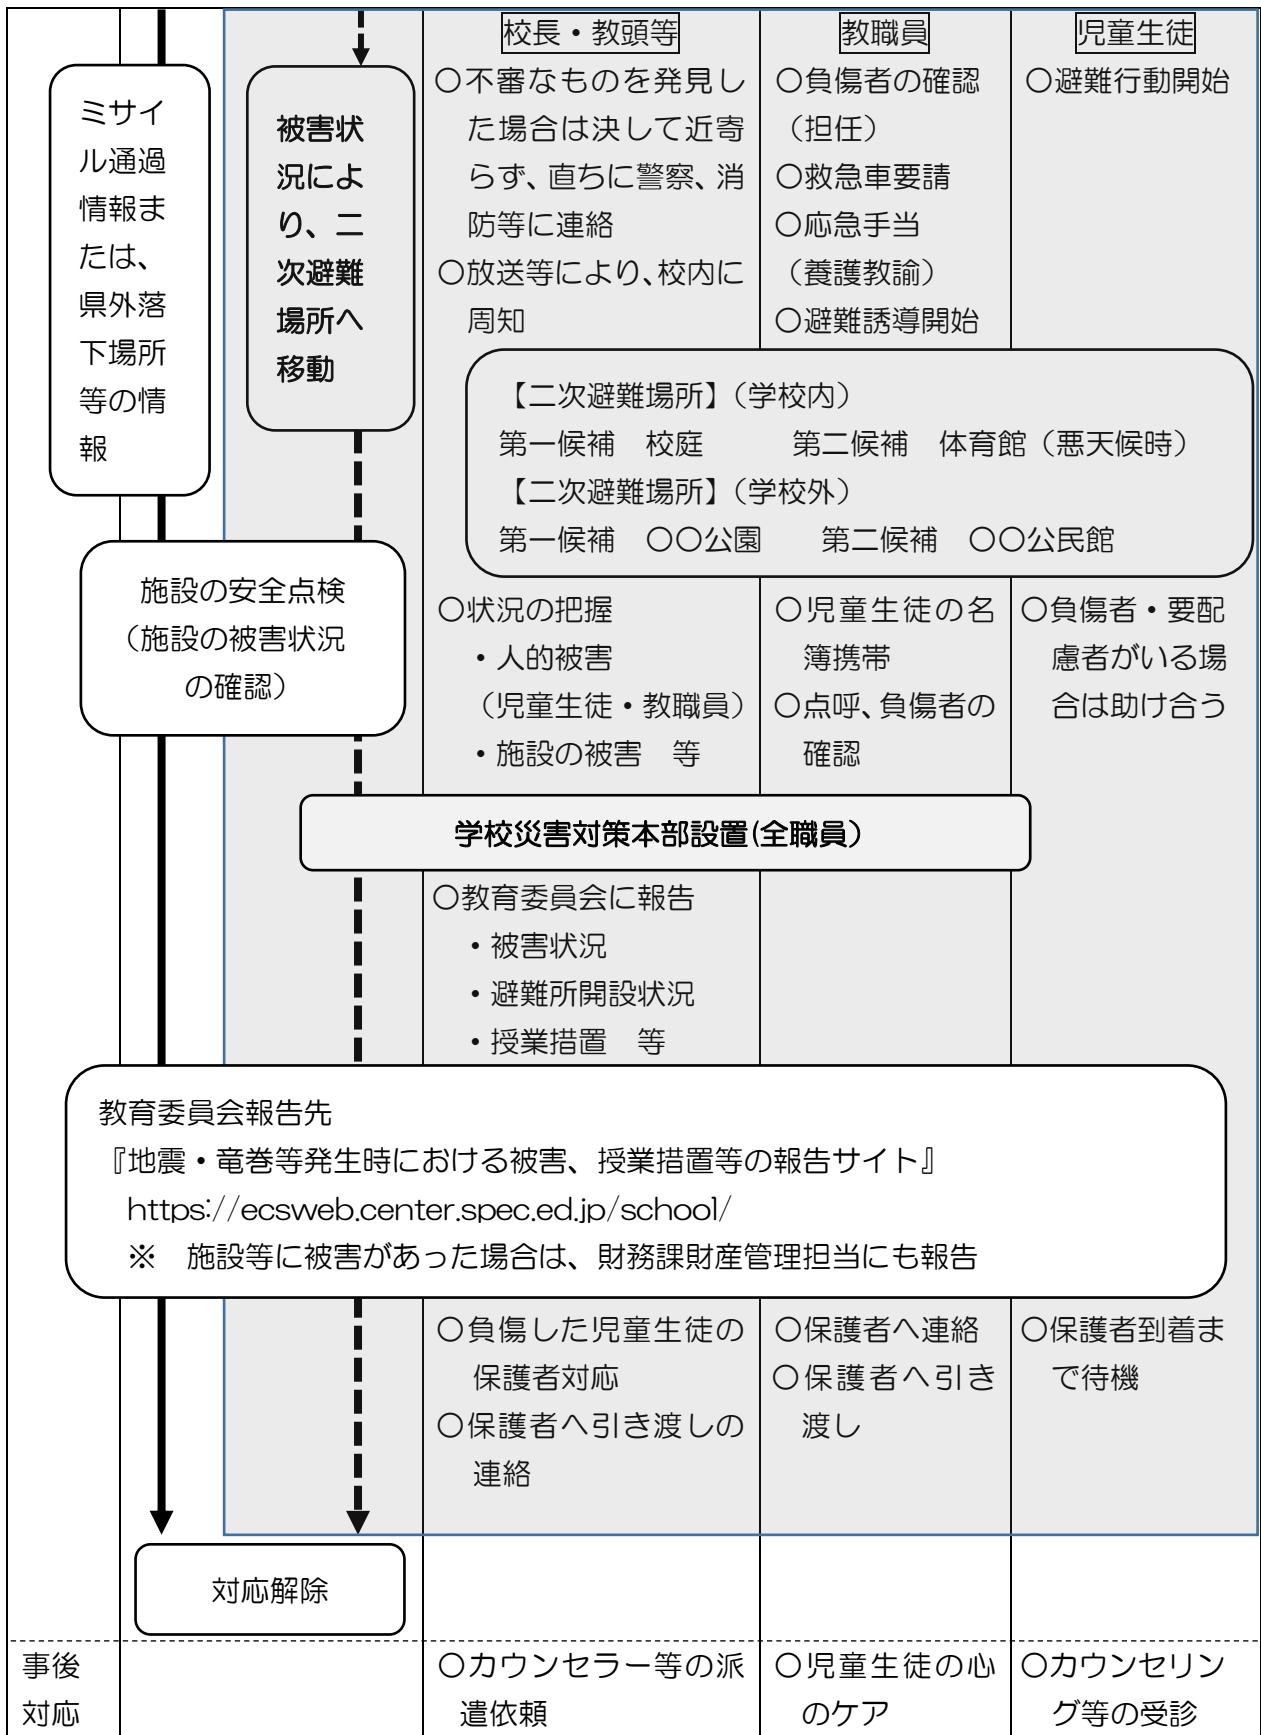 校長・教頭等
教職員
児童生徒
ミサイ
ル通過
情報ま
たは、
県外落
下場所
等の情
報
被害状
況によ
り、二
次避難
場所へ
移動
〇不審なものを発見し
た場合は決して近寄
らず、直ちに警察、消
防等に連絡
〇放送等により、校内に
周知
〇負傷者の確認
（担任）
〇救急車要請
〇応急手当
（養護教諭）
〇避難誘導開始
〇避難行動開始
【二次避難場所】（学校内）
第一候補　校庭　　　第二候補　体育館（悪天候時）
【二次避難場所】（学校外）
第一候補　〇〇公園　　第二候補　〇〇公民館
施設の安全点検
（施設の被害状況
の確認）
〇状況の把握
・人的被害
（児童生徒・教職員）
・施設の被害　等
〇児童生徒の名
簿携帯
〇点呼、負傷者の
確認
〇負傷者・要配
慮者がいる場
合は助け合う
学校災害対策本部設置(全職員）
〇教育委員会に報告
・被害状況
・避難所開設状況
・授業措置　等
教育委員会報告先
『地震・竜巻等発生時における被害、授業措置等の報告サイト』
https://ecsweb.center.spec.ed.jp/school/
※　施設等に被害があった場合は、財務課財産管理担当にも報告
〇負傷した児童生徒の
保護者対応
〇保護者へ引き渡しの
連絡
〇保護者へ連絡
〇保護者へ引き
渡し
〇保護者到着ま
で待機
対応解除
事後
対応
〇カウンセラー等の派
遣依頼
〇児童生徒の心
のケア
〇カウンセリン
グ等の受診